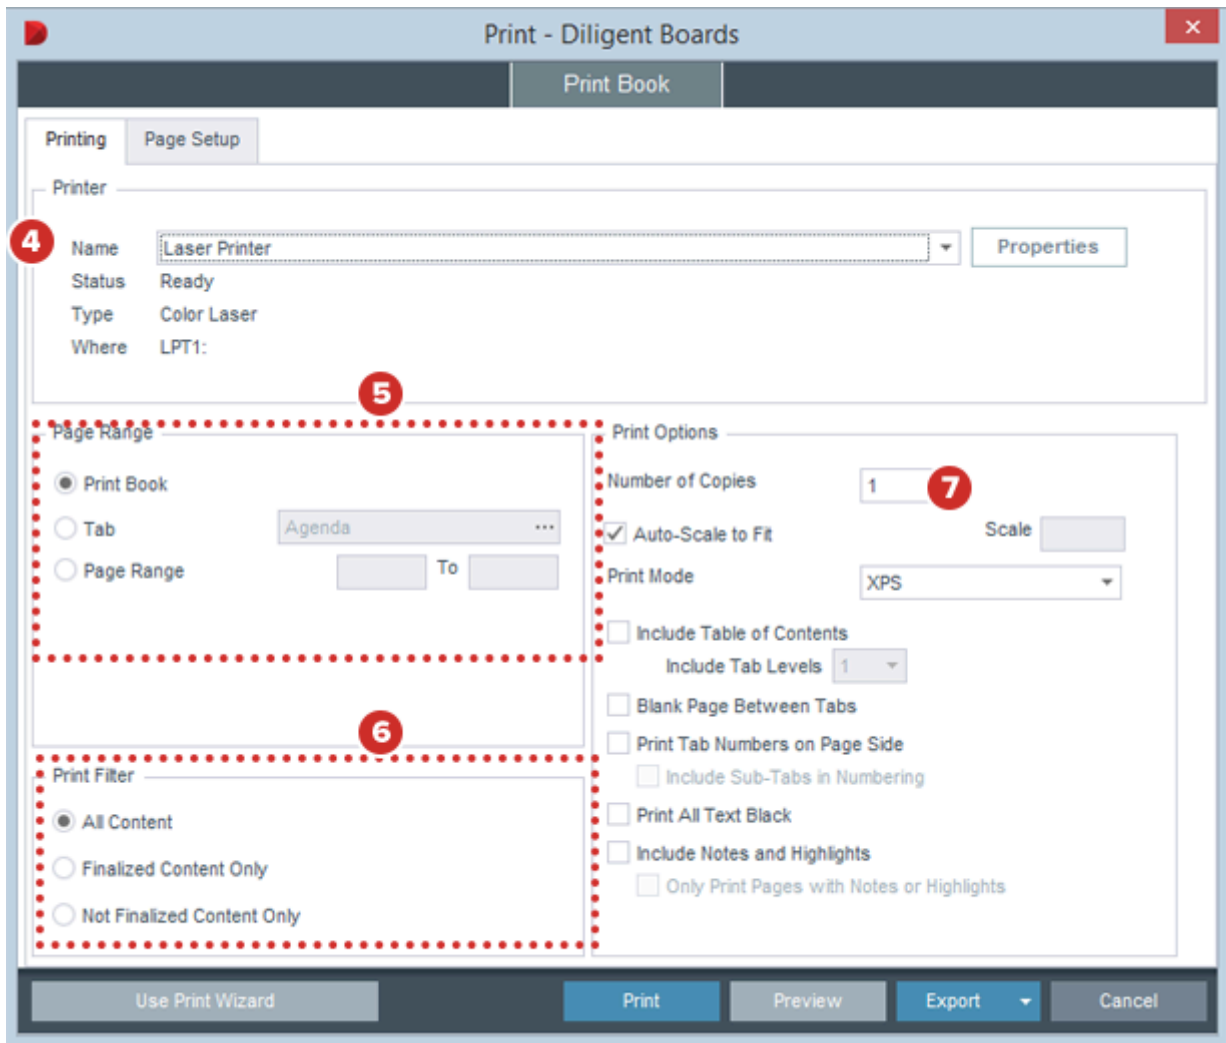 Print - Diligent Boards
×
Print Book
Printing Page Setup
Printer
4
Name Laser Printer Properties
Status Ready
Type Color Laser
Where LPT1:
5
Page Range
Print Book
Tab Agenda ...
Page Range To
6
Print Filter
All Content
Finalized Content Only
Not Finalized Content Only
Print Options
Number of Copies 1 7
Auto-Scale to Fit Scale
Print Mode XPS
Include Table of Contents
Include Tab Levels 1
Blank Page Between Tabs
Print Tab Numbers on Page Side
Include Sub-Tabs in Numbering
Print All Text Black
Include Notes and Highlights
Only Print Pages with Notes or Highlights
Use Print Wizard Print Preview Export Cancel